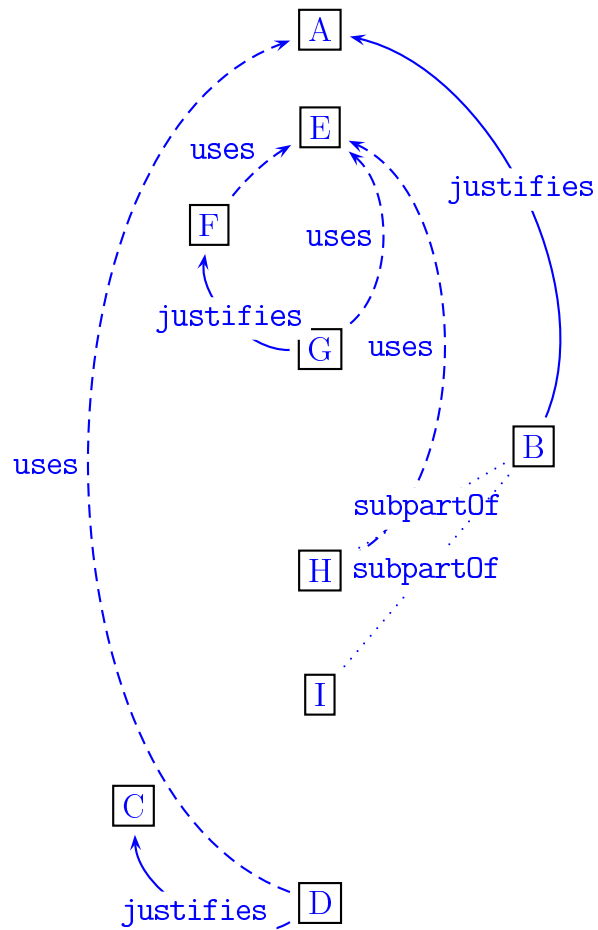 A
E
uses
justifies
F
uses
justifies
G
uses
B
uses
subpartOf
H
subpartOf
I
C
D
justifies